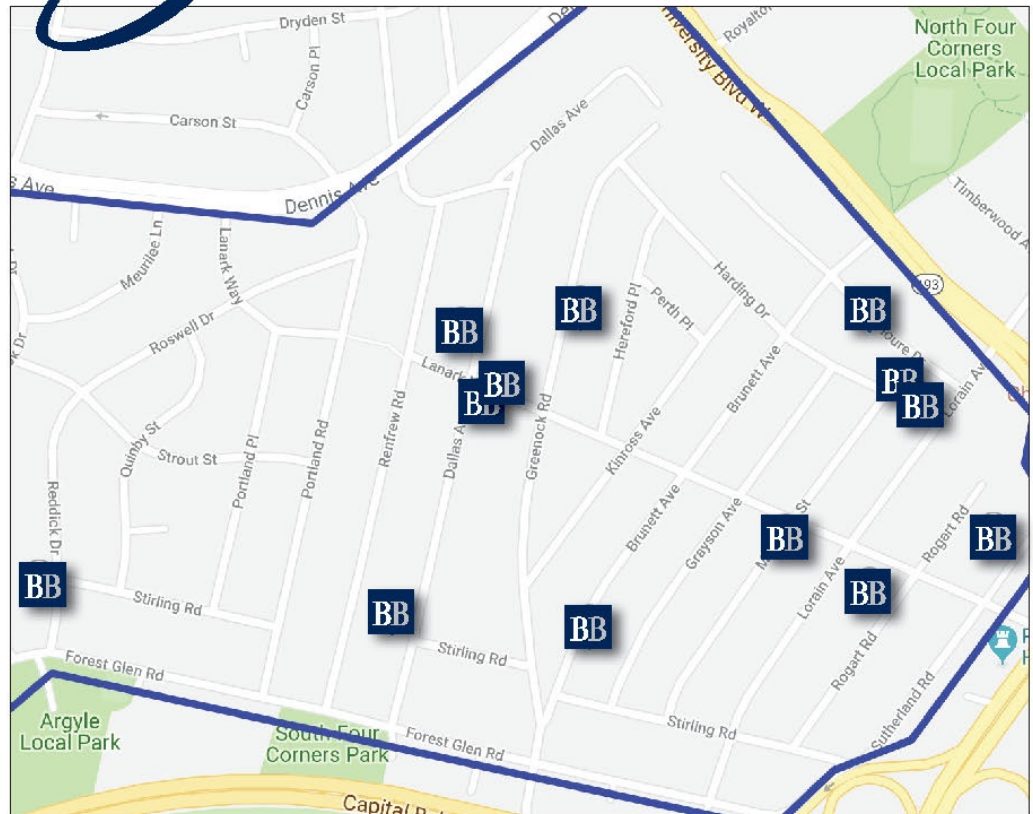 Dryden St
Royalton
North Four
Corners
Local Park
University Blvd W
Carson Pl
Carson St
Dallas Ave
Dennis Ave
Timberwood
Meurilee Ln
Lanark Way
Roswell Dr
193
Harding Dr
Perth Pl
Hereford Pl
BB
BB
BB
Brunett Ave
Lanark
BB
BB
BB
BB
Lorain Ave
Renfrew Rd
Dallas
Greenock Rd
Kinross Ave
Quinby St
Strout St
Portland Pl
Portland Rd
Reddick Dr
Brunett Ave
Grayson Ave
BB
St
Rogert Rd
BB
Lorain Ave
BB
BB
BB
BB
Stirling Rd
Stirling Rd
Rogart Rd
Forest Glen Rd
Sutherland Rd
Argyle
Local Park
South Four
Corners Park
Forest Glen Rd
Stirling Rd
Capital